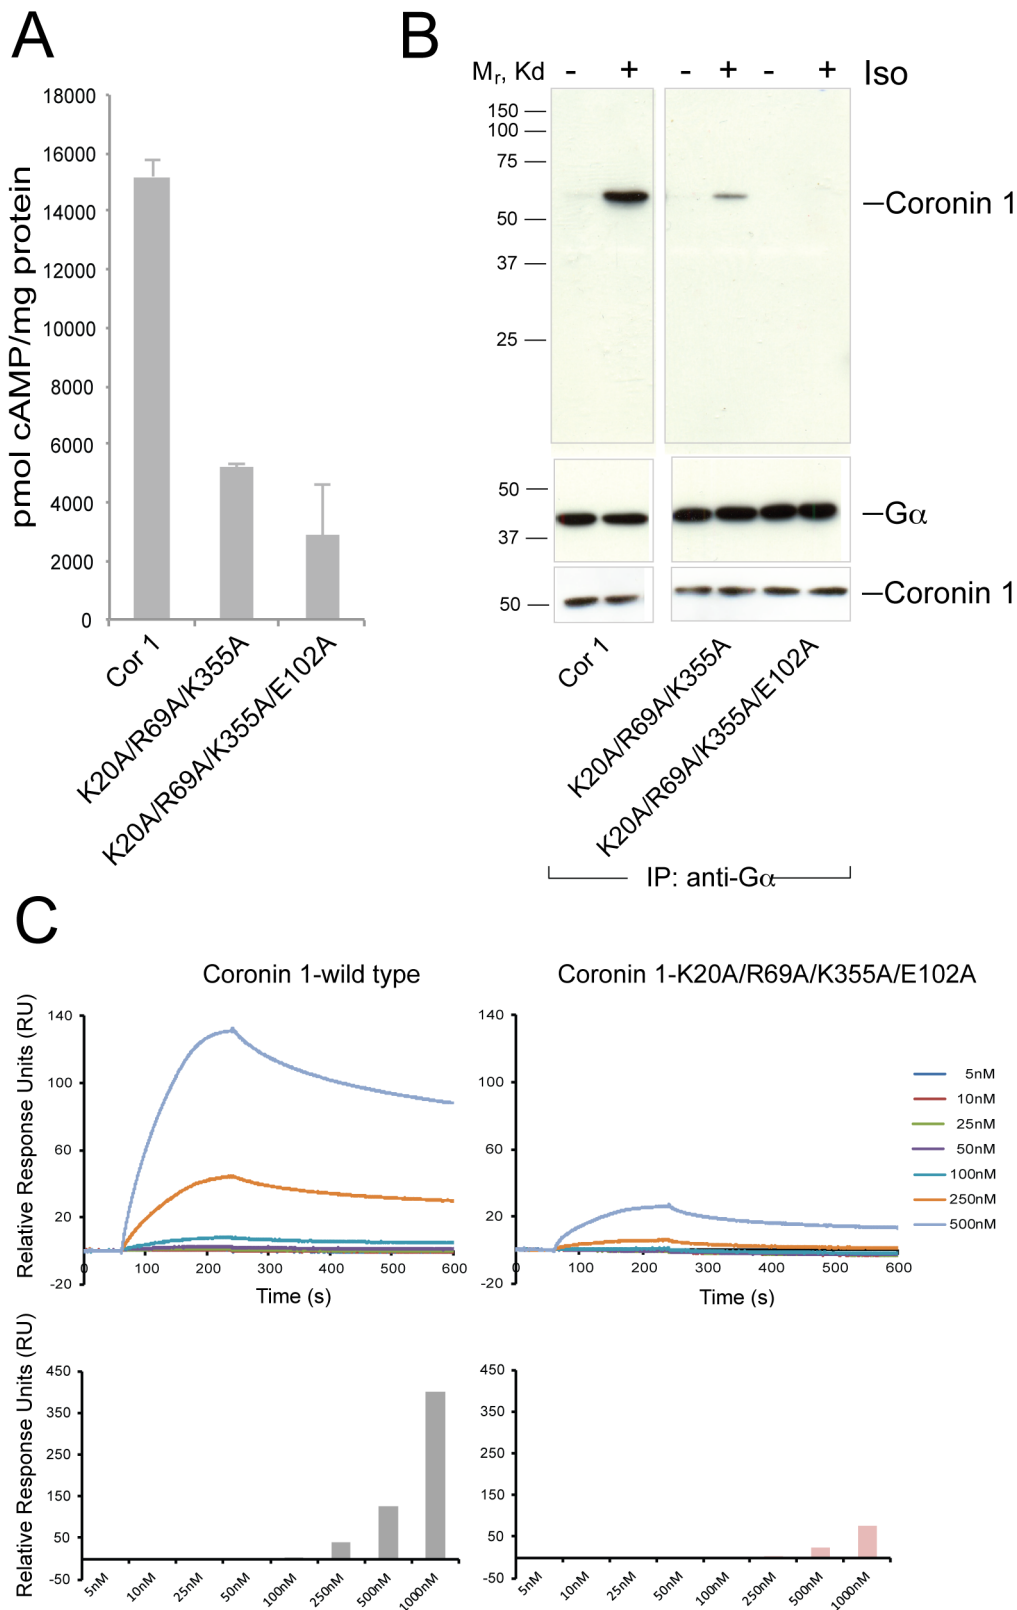 A
pmol cAMP/mg protein
18000
16000
14000
12000
10000
8000
6000
4000
2000
0
Cor 1
K20A/R69A/K355A
K20A/R69A/K355A/E102A
B
Mr, Kd - + - + - + Iso
150
100
75
50
37
25
Coronin 1
50
37
Gα
50
Coronin 1
Cor 1
K20A/R69A/K355A
K20A/R69A/K355A/E102A
IP: anti-Gα
C
Coronin 1-wild type
Relative Response Units (RU)
140
100
60
20
-20
0 100 200 300 400 500 600
Time (s)
Coronin 1-K20A/R69A/K355A/E102A
140
100
60
20
-20
0 100 200 300 400 500 600
Time (s)
5nM
10nM
25nM
50nM
100nM
250nM
500nM
Relative Response Units (RU)
450
350
250
150
50
-50
5nM 10nM 25nM 50nM 100nM 250nM 500nM 1000nM
450
350
250
150
50
-50
5nM 10nM 25nM 50nM 100nM 250nM 500nM 1000nM